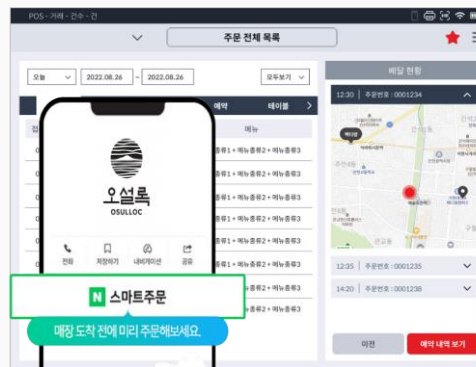 POS - 거래 - 건수 - 건
주문 전체 목록
오늘
2022.08.26
~
2022.08.26
모두보기
배달 현황
예약
테이블
메뉴
12:30
주문번호 : 0001234
오설록
OSULLOC
전화
저장하기
내비게이션
공유
종류1 + 메뉴종류2 + 메뉴종류3
종류1 + 메뉴종류2 + 메뉴종류3
종류1 + 메뉴종류2 + 메뉴종류3
종류1 + 메뉴종류2 + 메뉴종류3
종류1 + 메뉴종류2 + 메뉴종류3
종류1 + 메뉴종류2 + 메뉴종류3
N 스마트주문
매장 도착 전에 미리 주문해보세요.
12:35
주문번호 : 0001235
14:20
주문번호 : 0001238
이전
예약 내역 보기